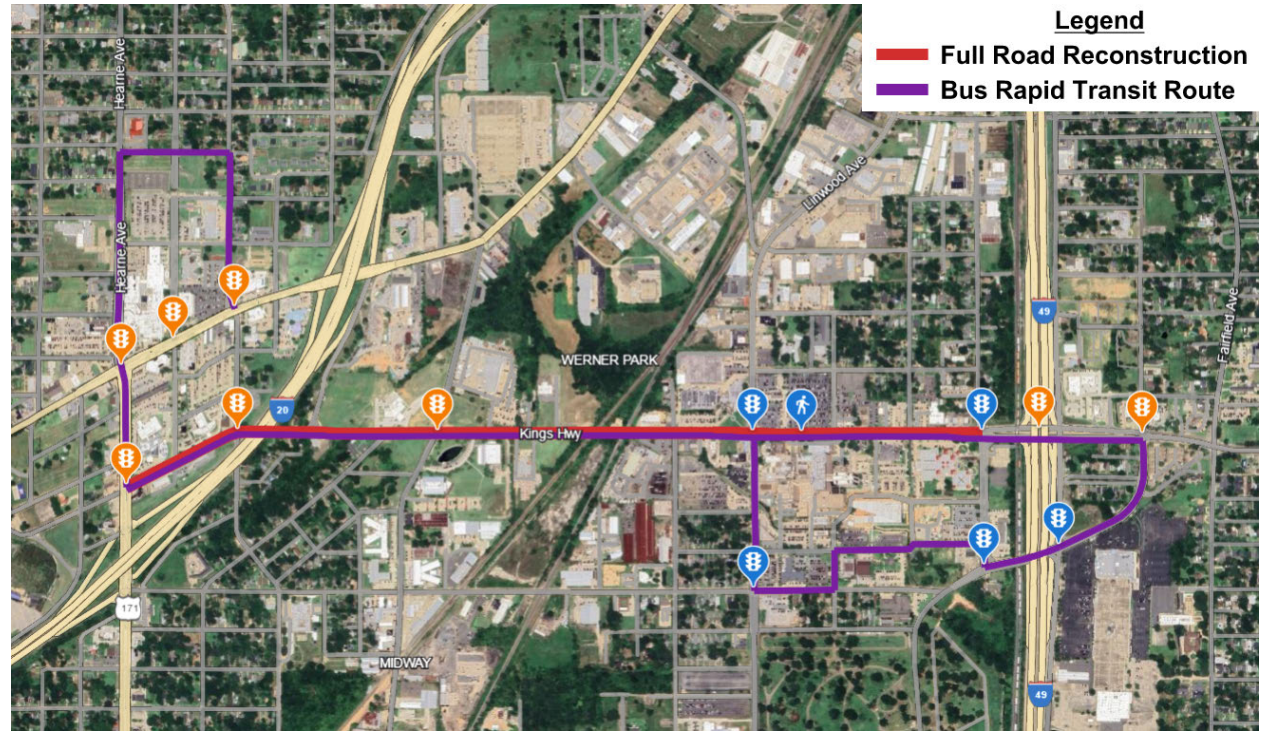 Legend
Full Road Reconstruction
Bus Rapid Transit Route
Hearne Ave
Linwood Ave
Hearne Ave
49
Fairfield Ave
WERNER PARK
20
Kings Hwy
171
MIDWAY
49